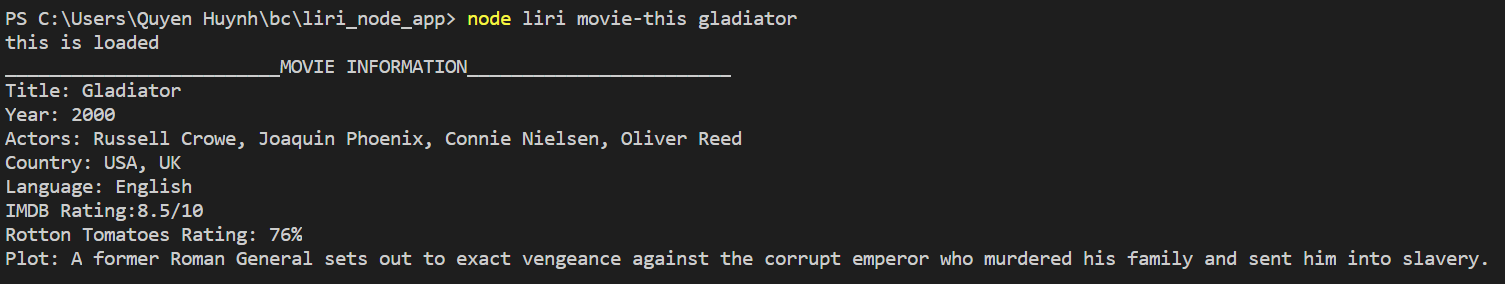 PS C:\Users\Quyen Huynh\bc\liri_node_app> node liri movie-this gladiator
this is loaded
_________________________MOVIE INFORMATION________________________
Title: Gladiator
Year: 2000
Actors: Russell Crowe, Joaquin Phoenix, Connie Nielsen, Oliver Reed
Country: USA, UK
Language: English
IMDB Rating:8.5/10
Rotton Tomatoes Rating: 76%
Plot: A former Roman General sets out to exact vengeance against the corrupt emperor who murdered his family and sent him into slavery.